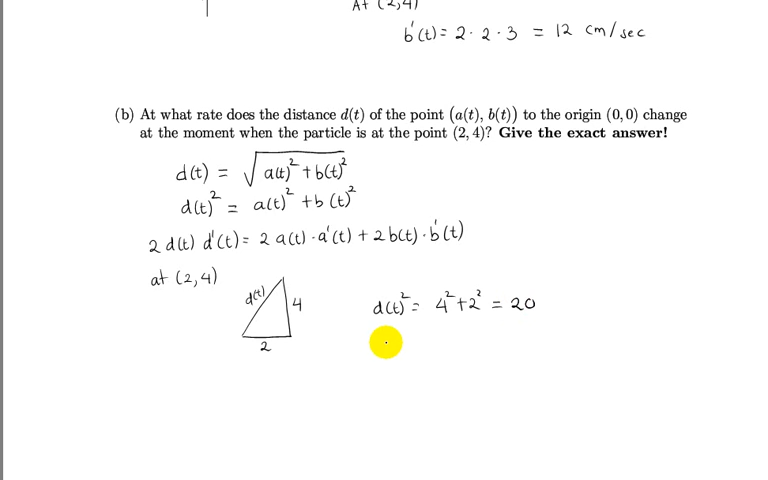 At (2,4)
b'(t) = 2 · 2 · 3 = 12 cm/sec
(b) At what rate does the distance d(t) of the point (a(t), b(t)) to the origin (0, 0) change
at the moment when the particle is at the point (2, 4)? Give the exact answer!
d(t) = √a(t)² + b(t)²
d(t)² = a(t)² + b(t)²
2 d(t) d'(t) = 2 a(t) · a'(t) + 2 b(t) · b'(t)
at (2,4)
d(t)
4
2
d(t)² = 4² + 2² = 20